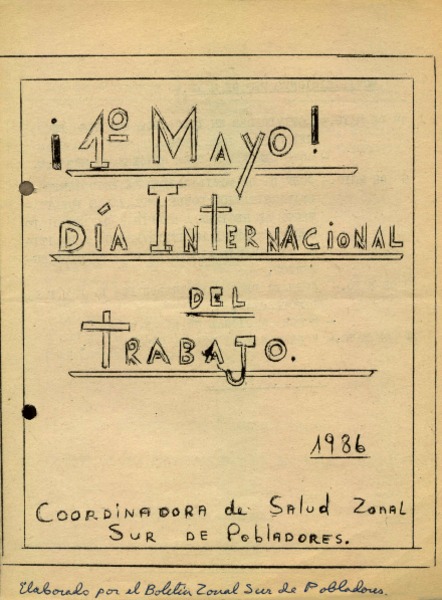 ¡1º Mayo!
DÍA INTERNACIONAL
DEL
TRABAJO.
1986
COORDINADORA de Salud Zonal
SUR DE POBLADORES.
Elaborado por el Boletín Zonal Sur de Pobladores.